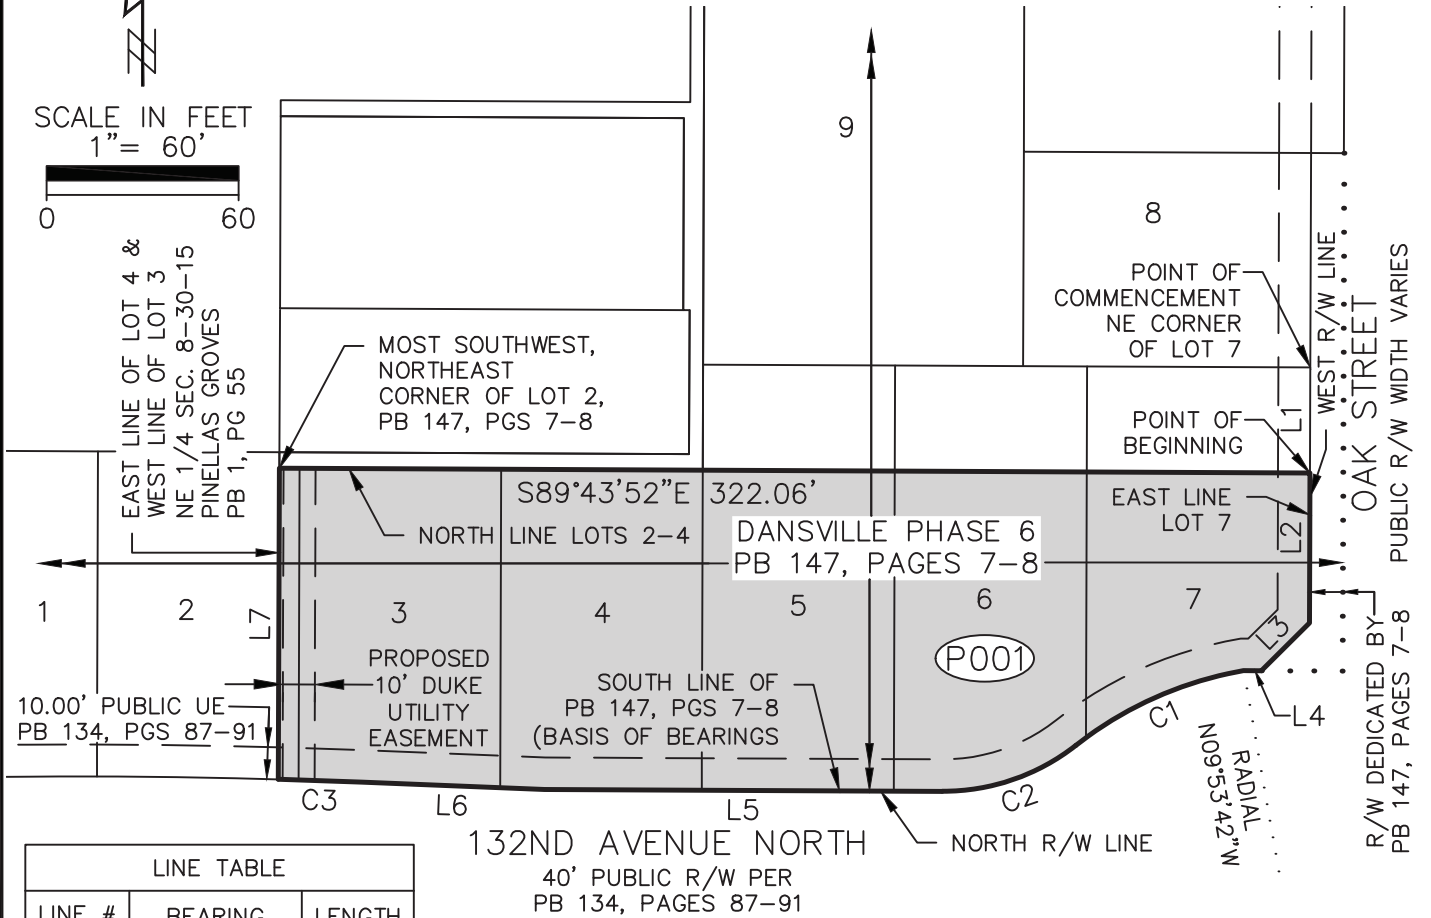 SCALE IN FEET
1"= 60'
0 60
EAST LINE OF LOT 4 &
WEST LINE OF LOT 3
NE 1/4 SEC. 8-30-15
PINELLAS GROVES
PB 1, PG 55
MOST SOUTHWEST,
NORTHEAST
CORNER OF LOT 2,
PB 147, PGS 7-8
9
8
POINT OF
COMMENCEMENT
NE CORNER
OF LOT 7
POINT OF
BEGINNING
L1
WEST R/W LINE
OAK STREET
PUBLIC R/W WIDTH VARIES
S89°43'52"E 322.06'
NORTH LINE LOTS 2-4
DANSVILLE PHASE 6
PB 147, PAGES 7-8
EAST LINE
LOT 7
L2
1
2
L7
3
4
5
6
7
L3
P001
PROPOSED
10' DUKE
UTILITY
EASEMENT
10.00' PUBLIC UE
PB 134, PGS 87-91
SOUTH LINE OF
PB 147, PGS 7-8
(BASIS OF BEARINGS
C1
L4
RADIAL
N09°53'42"W
R/W DEDICATED BY
PB 147, PAGES 7-8
C3
L6
L5
C2
132ND AVENUE NORTH
40' PUBLIC R/W PER
PB 134, PAGES 87-91
NORTH R/W LINE
LINE TABLE
LINE # BEARING LENGTH